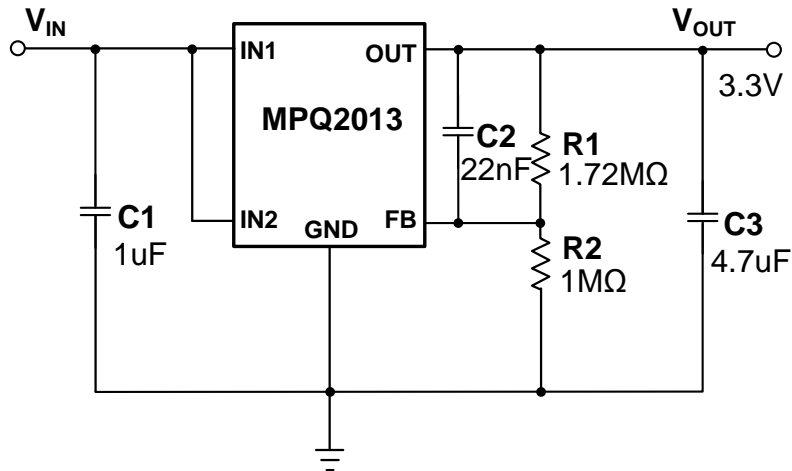 VIN
VOUT
IN1
OUT
3.3V
MPQ2013
C2
22nF
R1
1.72MΩ
C1
1uF
IN2
GND
FB
R2
1MΩ
C3
4.7uF